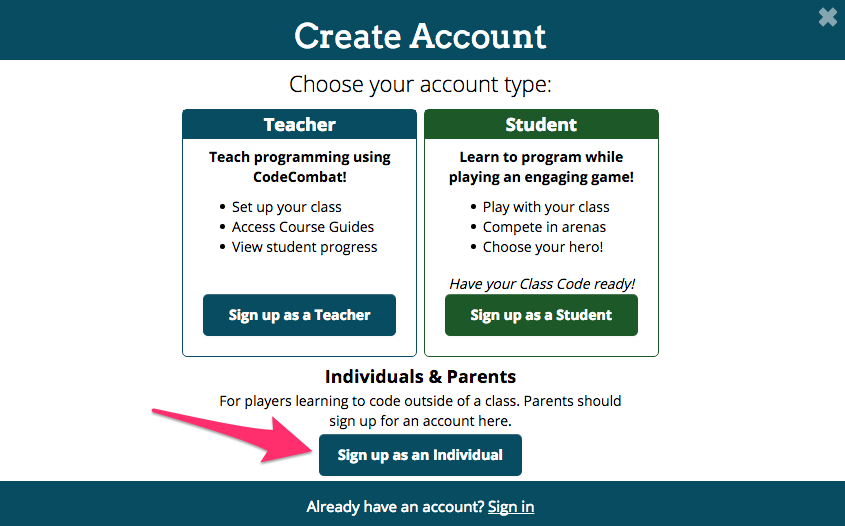 Create Account
Choose your account type:
Teacher
Teach programming using
CodeCombat!
• Set up your class
• Access Course Guides
• View student progress
Sign up as a Teacher
Student
Learn to program while
playing an engaging game!
• Play with your class
• Compete in arenas
• Choose your hero!
Have your Class Code ready!
Sign up as a Student
Individuals & Parents
For players learning to code outside of a class. Parents should
sign up for an account here.
Sign up as an Individual
Already have an account? Sign in